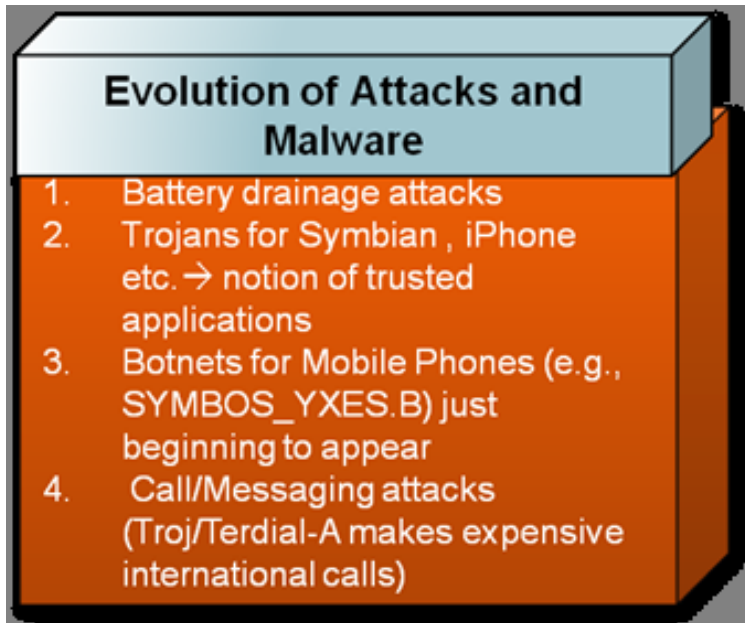 Evolution of Attacks and
Malware
1. Battery drainage attacks
2. Trojans for Symbian , iPhone
etc. → notion of trusted
applications
3. Botnets for Mobile Phones (e.g.,
SYMBOS_YXES.B) just
beginning to appear
4. Call/Messaging attacks
(Troj/Terdial-A makes expensive
international calls)